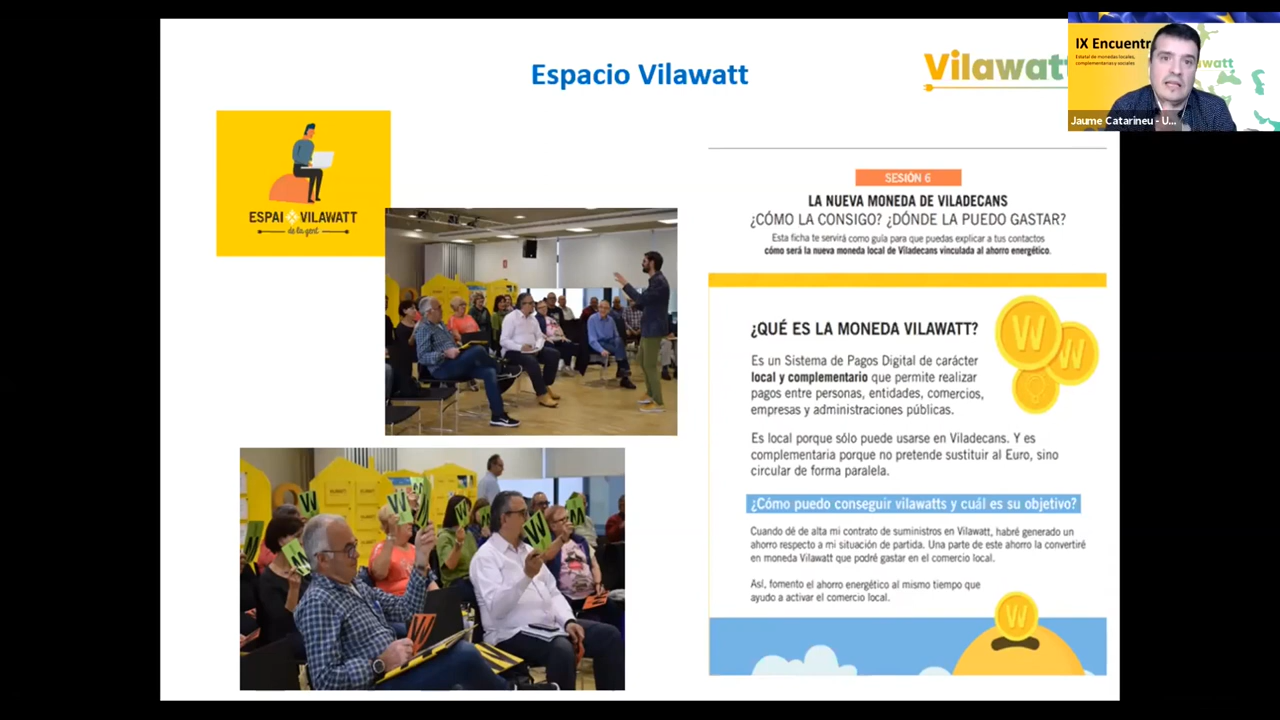 Espacio Vilawatt
Vilawatt
IX Encuentr
Estatal de monedas locales,
complementarias y sociales
watt
Jaume Catarineu - U...
ESPAI VILAWATT
de la gent
SESIÓN 6
LA NUEVA MONEDA DE VILADECANS
¿CÓMO LA CONSIGO? ¿DÓNDE LA PUEDO GASTAR?
Esta ficha te servirá como guía para que puedas explicar a tus contactos
cómo será la nueva moneda local de Viladecans vinculada al ahorro energético.
¿QUÉ ES LA MONEDA VILAWATT?
Es un Sistema de Pagos Digital de carácter
local y complementario que permite realizar
pagos entre personas, entidades, comercios,
empresas y administraciones públicas.
Es local porque sólo puede usarse en Viladecans. Y es
complementaria porque no pretende sustituir al Euro, sino
circular de forma paralela.
¿Cómo puedo conseguir vilawatts y cuál es su objetivo?
Cuando dé de alta mi contrato de suministros en Vilawatt, habré generado un
ahorro respecto a mi situación de partida. Una parte de este ahorro la convertiré
en moneda Vilawatt que podré gastar en el comercio local.
Así, fomento el ahorro energético al mismo tiempo que
ayudo a activar el comercio local.
W
W
W